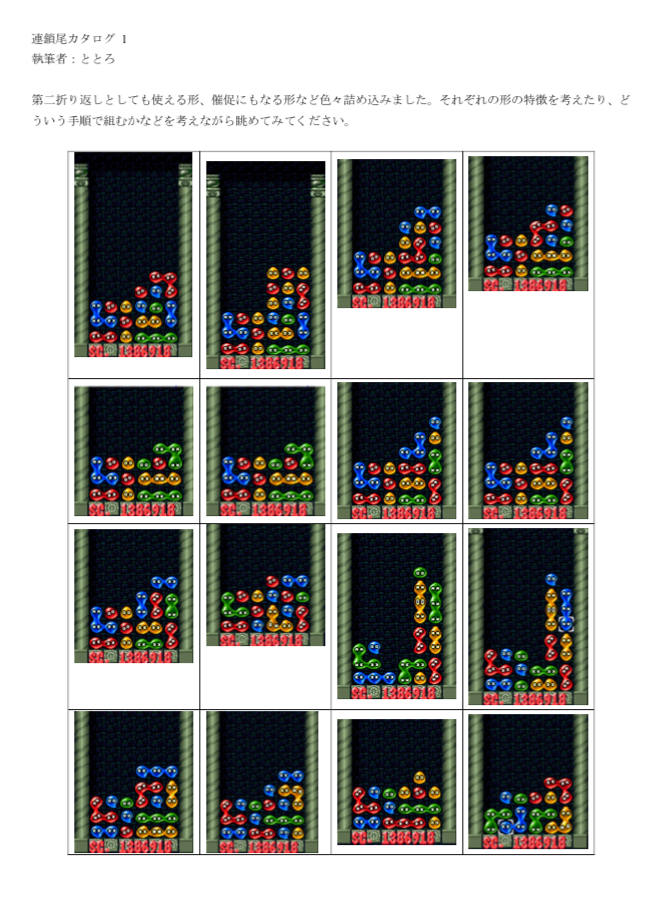 連鎖尾カタログ 1
執筆者：ととろ
第二折り返しとしても使える形、催促にもなる形など色々詰め込みました。それぞれの形の特徴を考えたり、ど
ういう手順で組むかなどを考えながら眺めてみてください。